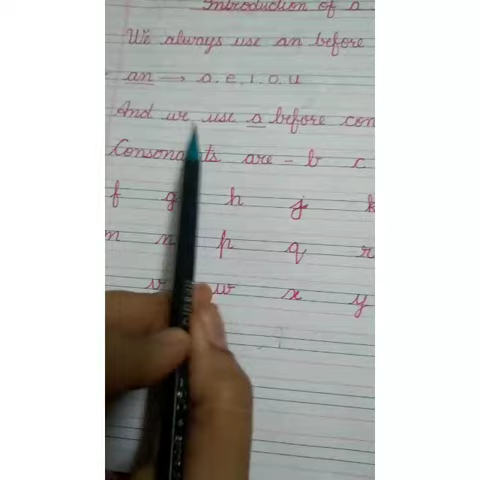 Introduction of a
We always use an before
an → a.e.i.o.u
And we use a before con
Consonants are - b c
f g h j k
m n p q r
v w x y